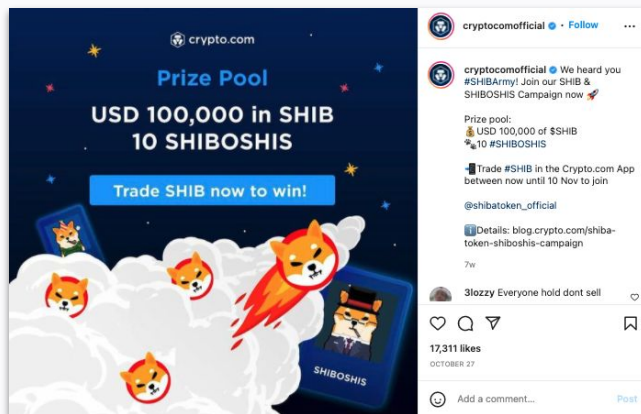 crypto.com
Prize Pool
USD 100,000 in SHIB
10 SHIBOSHIS
Trade SHIB now to win!
SHIBOSHIS
cryptocomofficial • Follow
cryptocomofficial We heard you
#SHIBArmy! Join our SHIB &
SHIBOSHIS Campaign now 🚀
Prize pool:
💰USD 100,000 of $SHIB
🐾10 #SHIBOSHIS
📲Trade #SHIB in the Crypto.com App
between now until 10 Nov to join
@shibatoken_official
ℹ️Details: blog.crypto.com/shiba-
token-shiboshis-campaign
7w
3lozzy Everyone hold dont sell
17,311 likes
OCTOBER 27
Add a comment...
Post